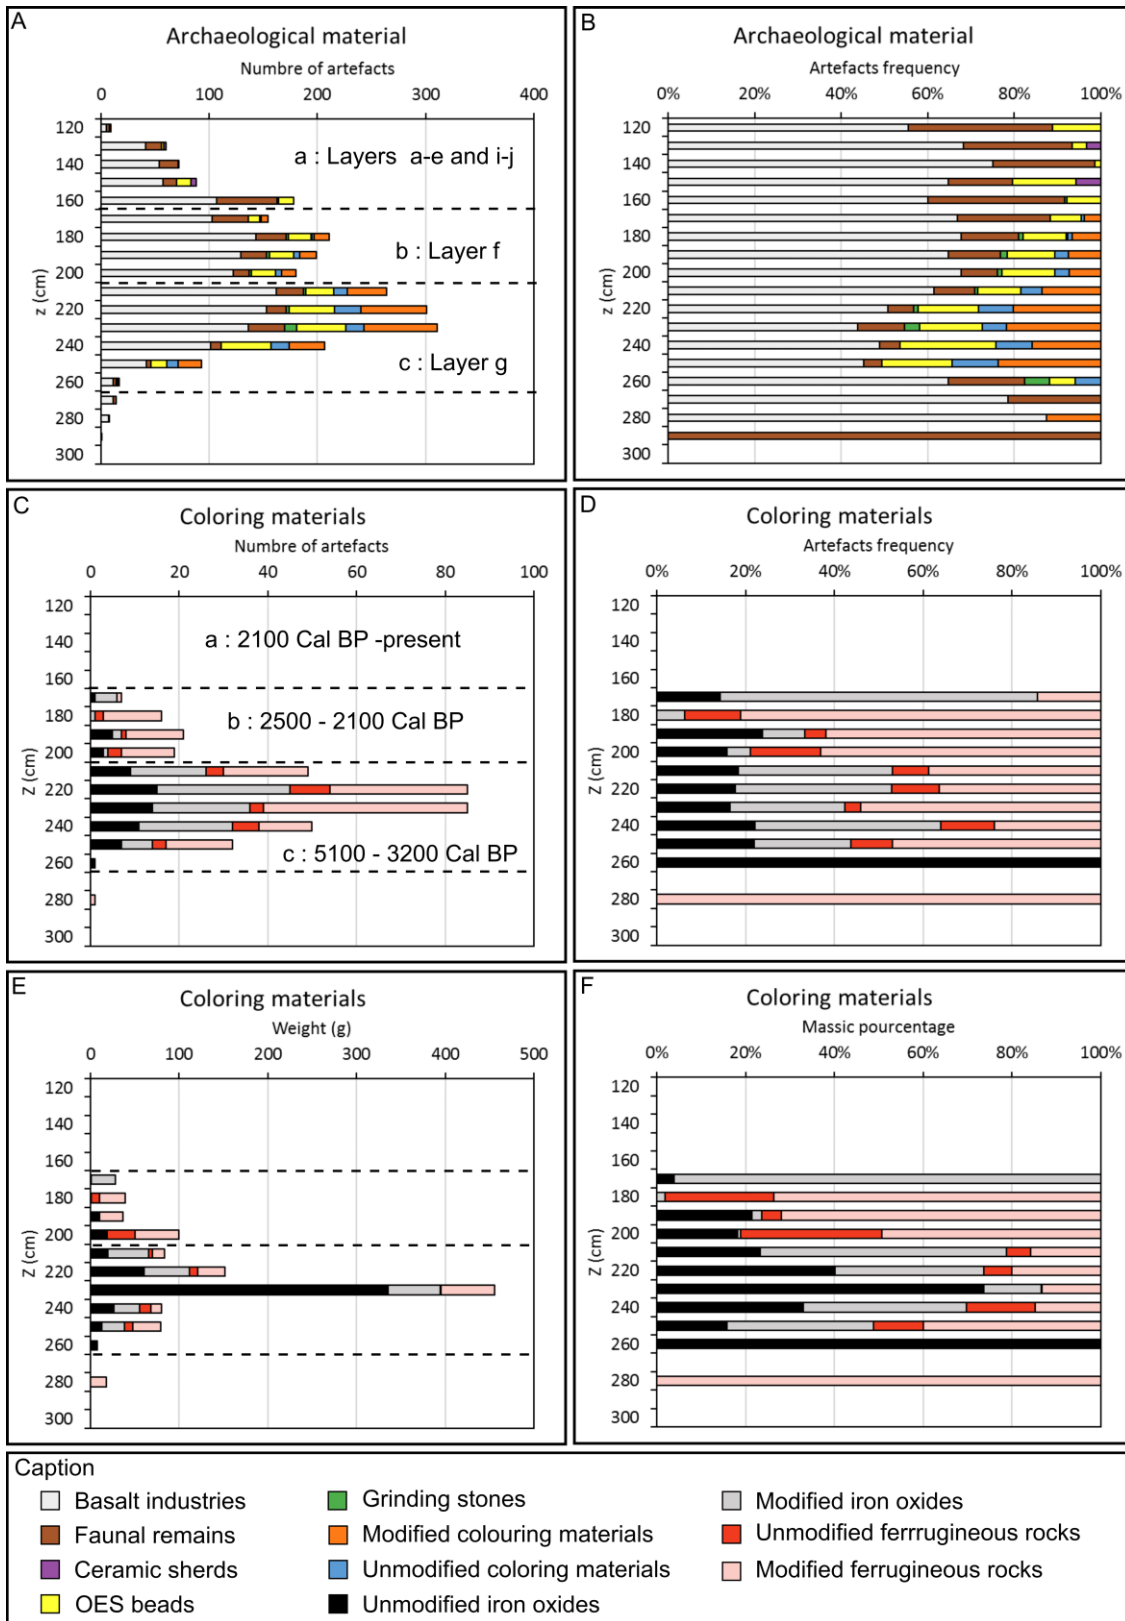 A
Archaeological material
Numbre of artefacts
0 100 200 300 400
120
140
160
180
200
220
240
260
280
300
z (cm)
a : Layers a-e and i-j
b : Layer f
c : Layer g
B
Archaeological material
Artefacts frequency
0% 20% 40% 60% 80% 100%
120
140
160
180
200
220
240
260
280
300
z (cm)
C
Coloring materials
Numbre of artefacts
0 20 40 60 80 100
120
140
160
180
200
220
240
260
280
300
Z (cm)
a : 2100 Cal BP -present
b : 2500 - 2100 Cal BP
c : 5100 - 3200 Cal BP
D
Coloring materials
Artefacts frequency
0% 20% 40% 60% 80% 100%
120
140
160
180
200
220
240
260
280
300
Z (cm)
E
Coloring materials
Weight (g)
0 100 200 300 400 500
120
140
160
180
200
220
240
260
280
300
Z (cm)
F
Coloring materials
Massic pourcentage
0% 20% 40% 60% 80% 100%
120
140
160
180
200
220
240
260
280
300
Z (cm)
Caption
Basalt industries
Faunal remains
Ceramic sherds
OES beads
Grinding stones
Modified colouring materials
Unmodified coloring materials
Unmodified iron oxides
Modified iron oxides
Unmodified ferrrugineous rocks
Modified ferrugineous rocks